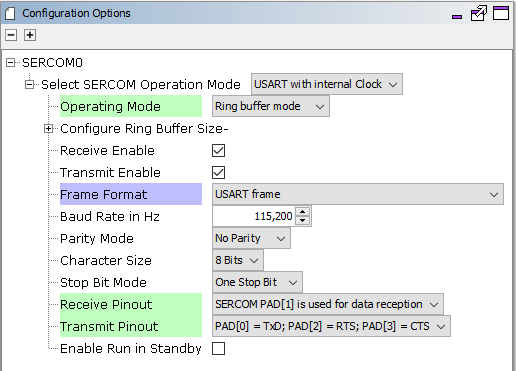 Configuration Options
SERCOM0
Select SERCOM Operation Mode USART with internal Clock
Operating Mode Ring buffer mode
Configure Ring Buffer Size-
Receive Enable
Transmit Enable
Frame Format USART frame
Baud Rate in Hz 115,200
Parity Mode No Parity
Character Size 8 Bits
Stop Bit Mode One Stop Bit
Receive Pinout SERCOM PAD[1] is used for data reception
Transmit Pinout PAD[0] = TxD; PAD[2] = RTS; PAD[3] = CTS
Enable Run in Standby